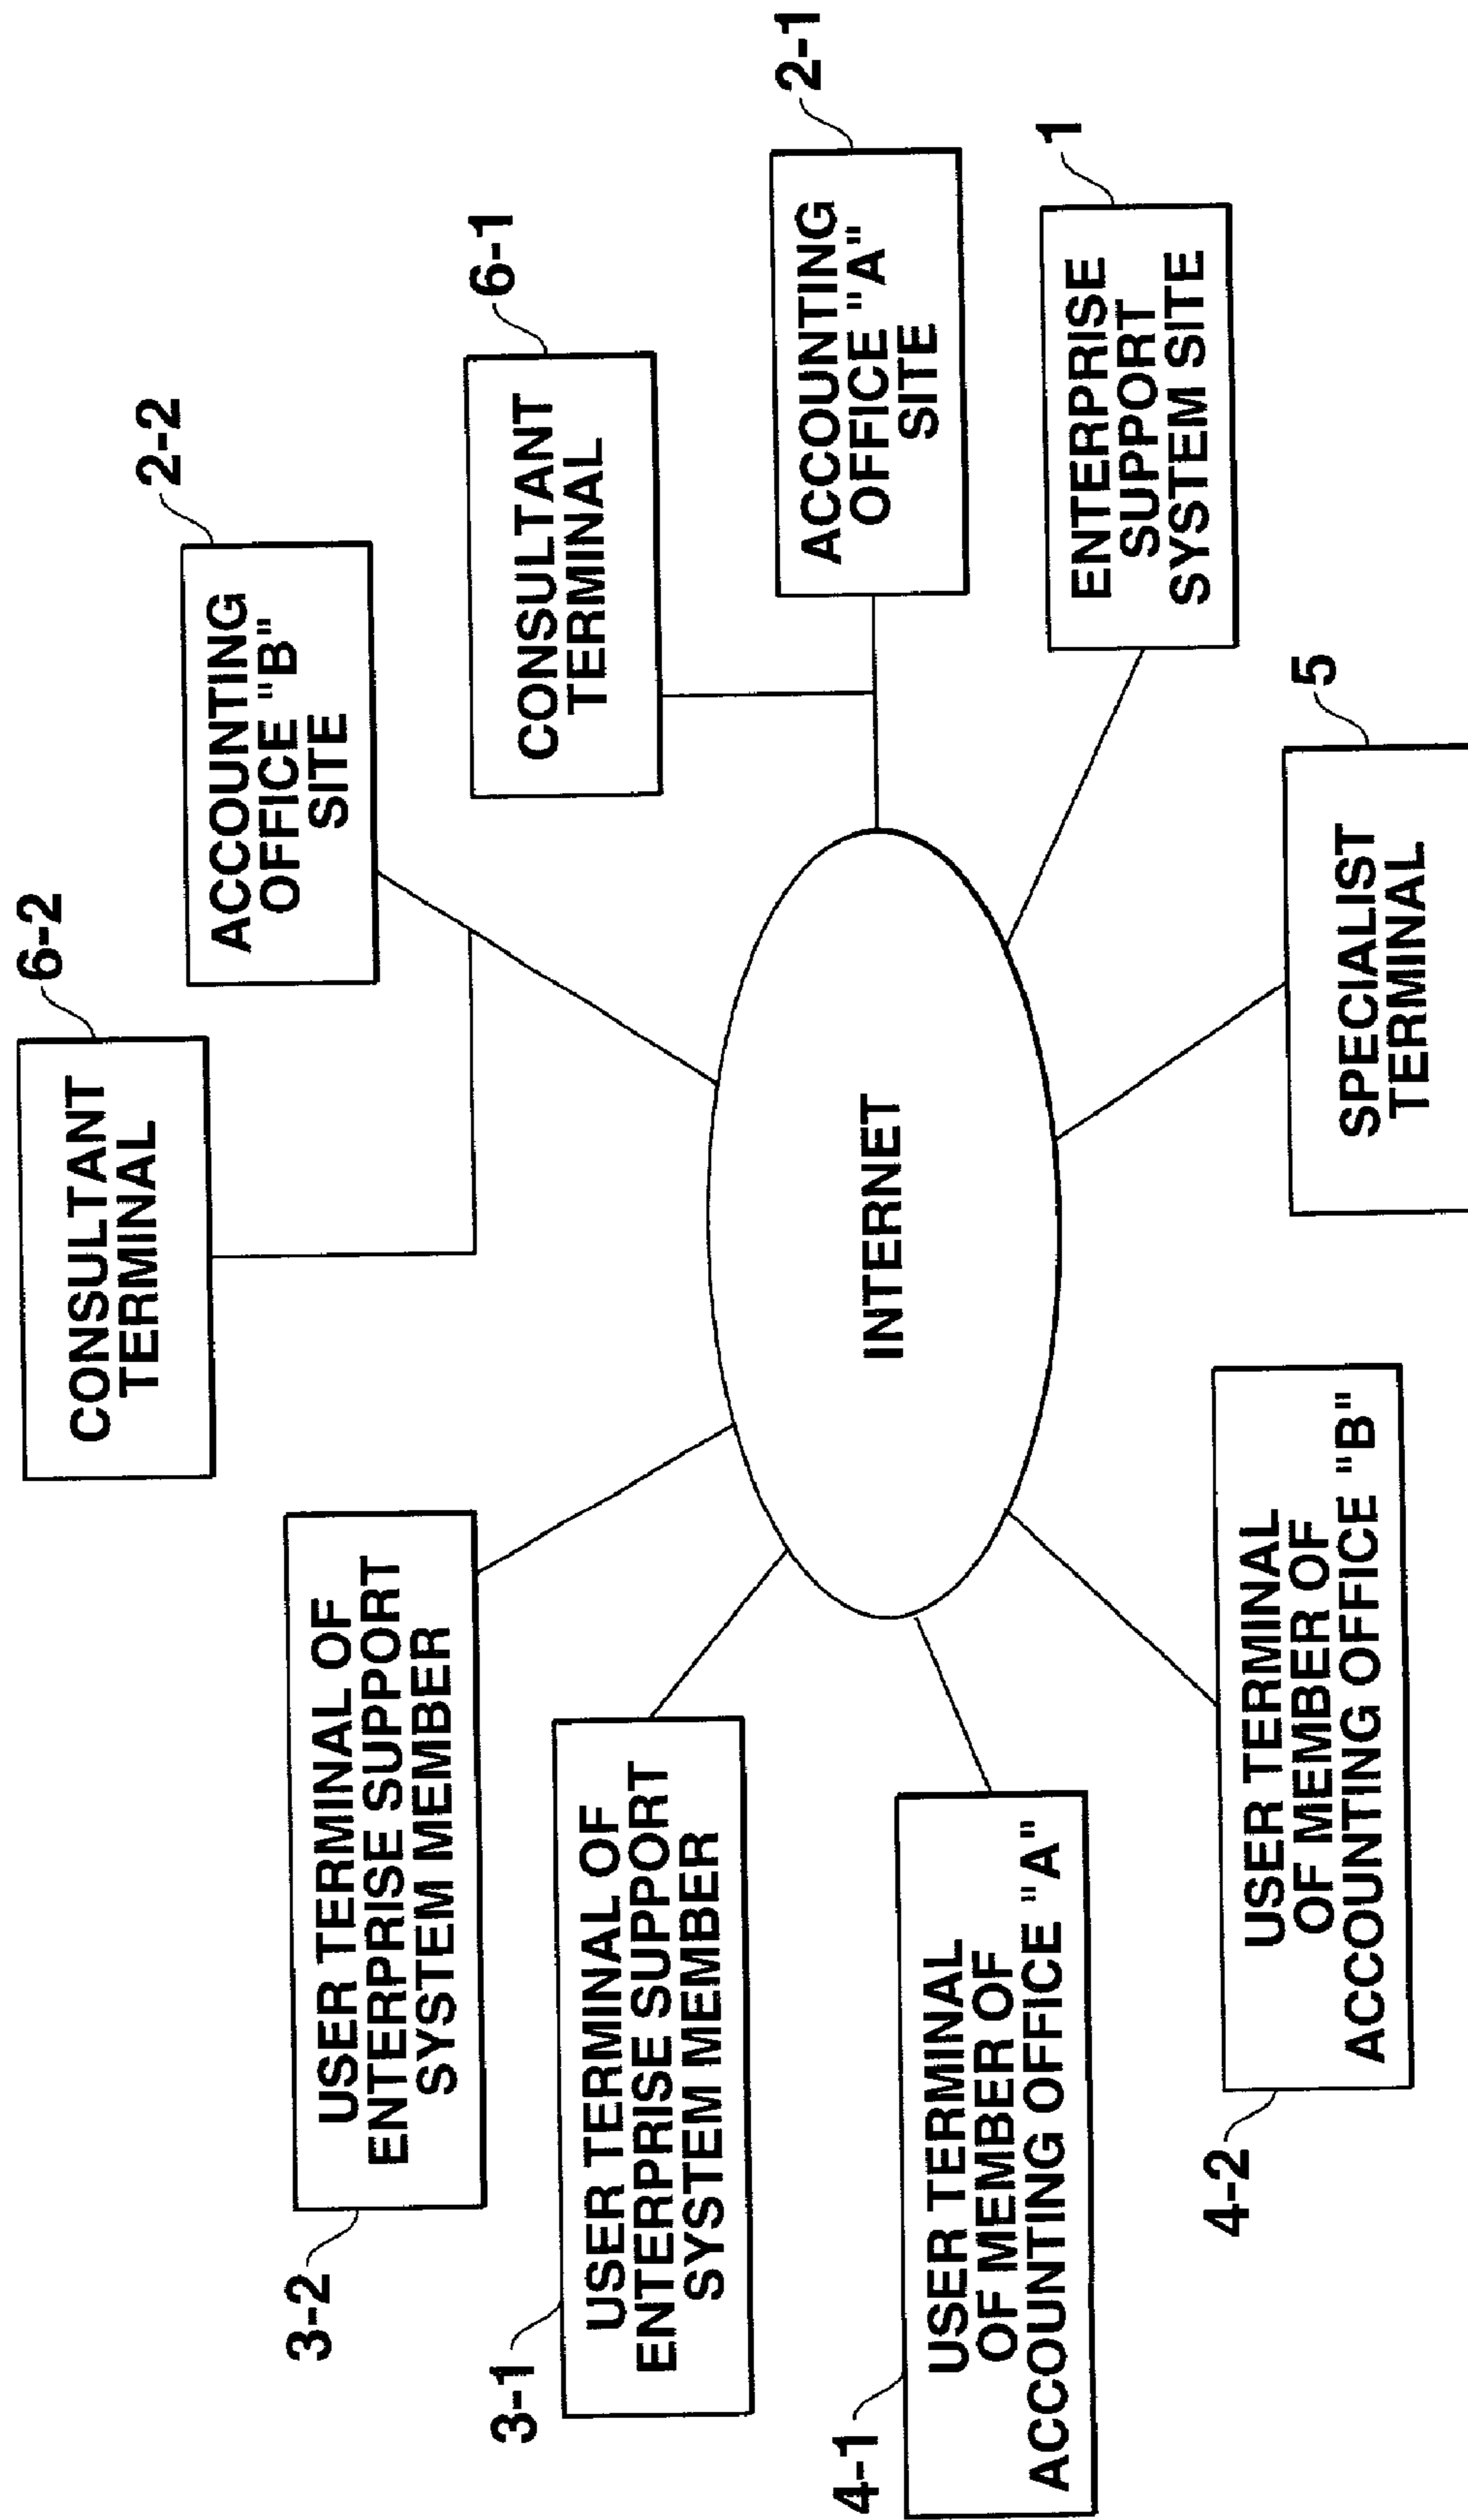 6-2
CONSULTANT
TERMINAL
2-2
ACCOUNTING
OFFICE "B"
SITE
3-2
USER TERMINAL OF
ENTERPRISE SUPPORT
SYSTEM MEMBER
6-1
CONSULTANT
TERMINAL
3-1
USER TERMINAL OF
ENTERPRISE SUPPORT
SYSTEM MEMBER
2-1
ACCOUNTING
OFFICE "A"
SITE
INTERNET
4-1
USER TERMINAL
OF MEMBER OF
ACCOUNTING OFFICE "A"
1
ENTERPRISE
SUPPORT
SYSTEM SITE
4-2
USER TERMINAL
OF MEMBER OF
ACCOUNTING OFFICE "B"
5
SPECIALIST
TERMINAL